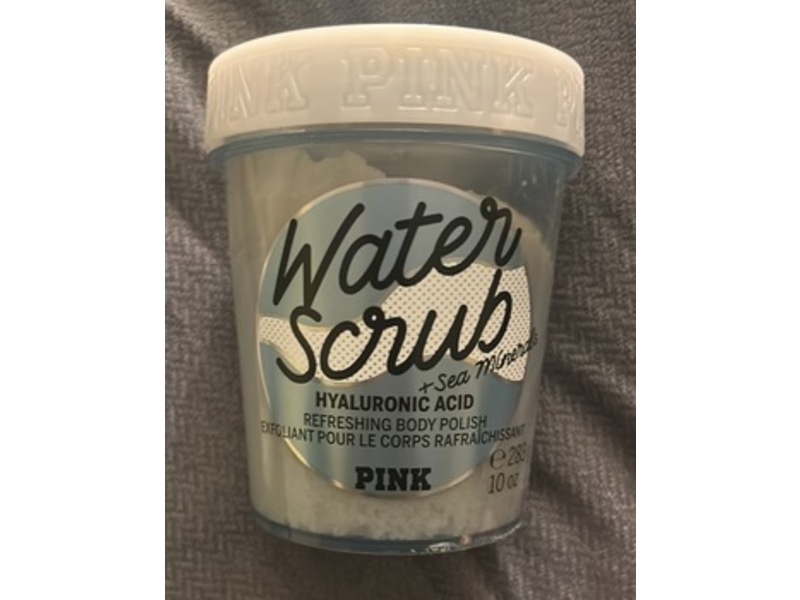 PINK PINK
Water
Scrub
+ Sea Minerals
HYALURONIC ACID
REFRESHING BODY POLISH
EXFOLIANT POUR LE CORPS RAFRAÎCHISSANT
PINK
℮ 283
10 oz